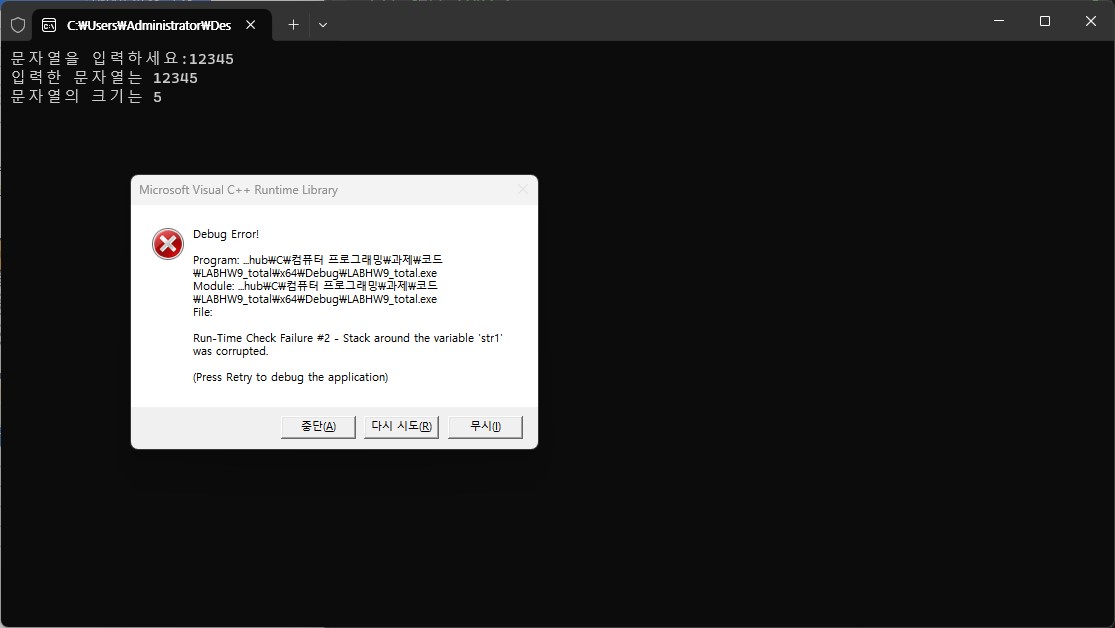 C:₩Users₩Administrator₩Des
문자열을 입력하세요:12345
입력한 문자열는 12345
문자열의 크기는 5
Microsoft Visual C++ Runtime Library
Debug Error!
Program: ...hub₩C₩컴퓨터 프로그래밍₩과제₩코드
₩LABHW9_total₩x64₩Debug₩LABHW9_total.exe
Module: ...hub₩C₩컴퓨터 프로그래밍₩과제₩코드
₩LABHW9_total₩x64₩Debug₩LABHW9_total.exe
File:
Run-Time Check Failure #2 - Stack around the variable 'str1'
was corrupted.
(Press Retry to debug the application)
중단(A) 다시 시도(R) 무시(I)